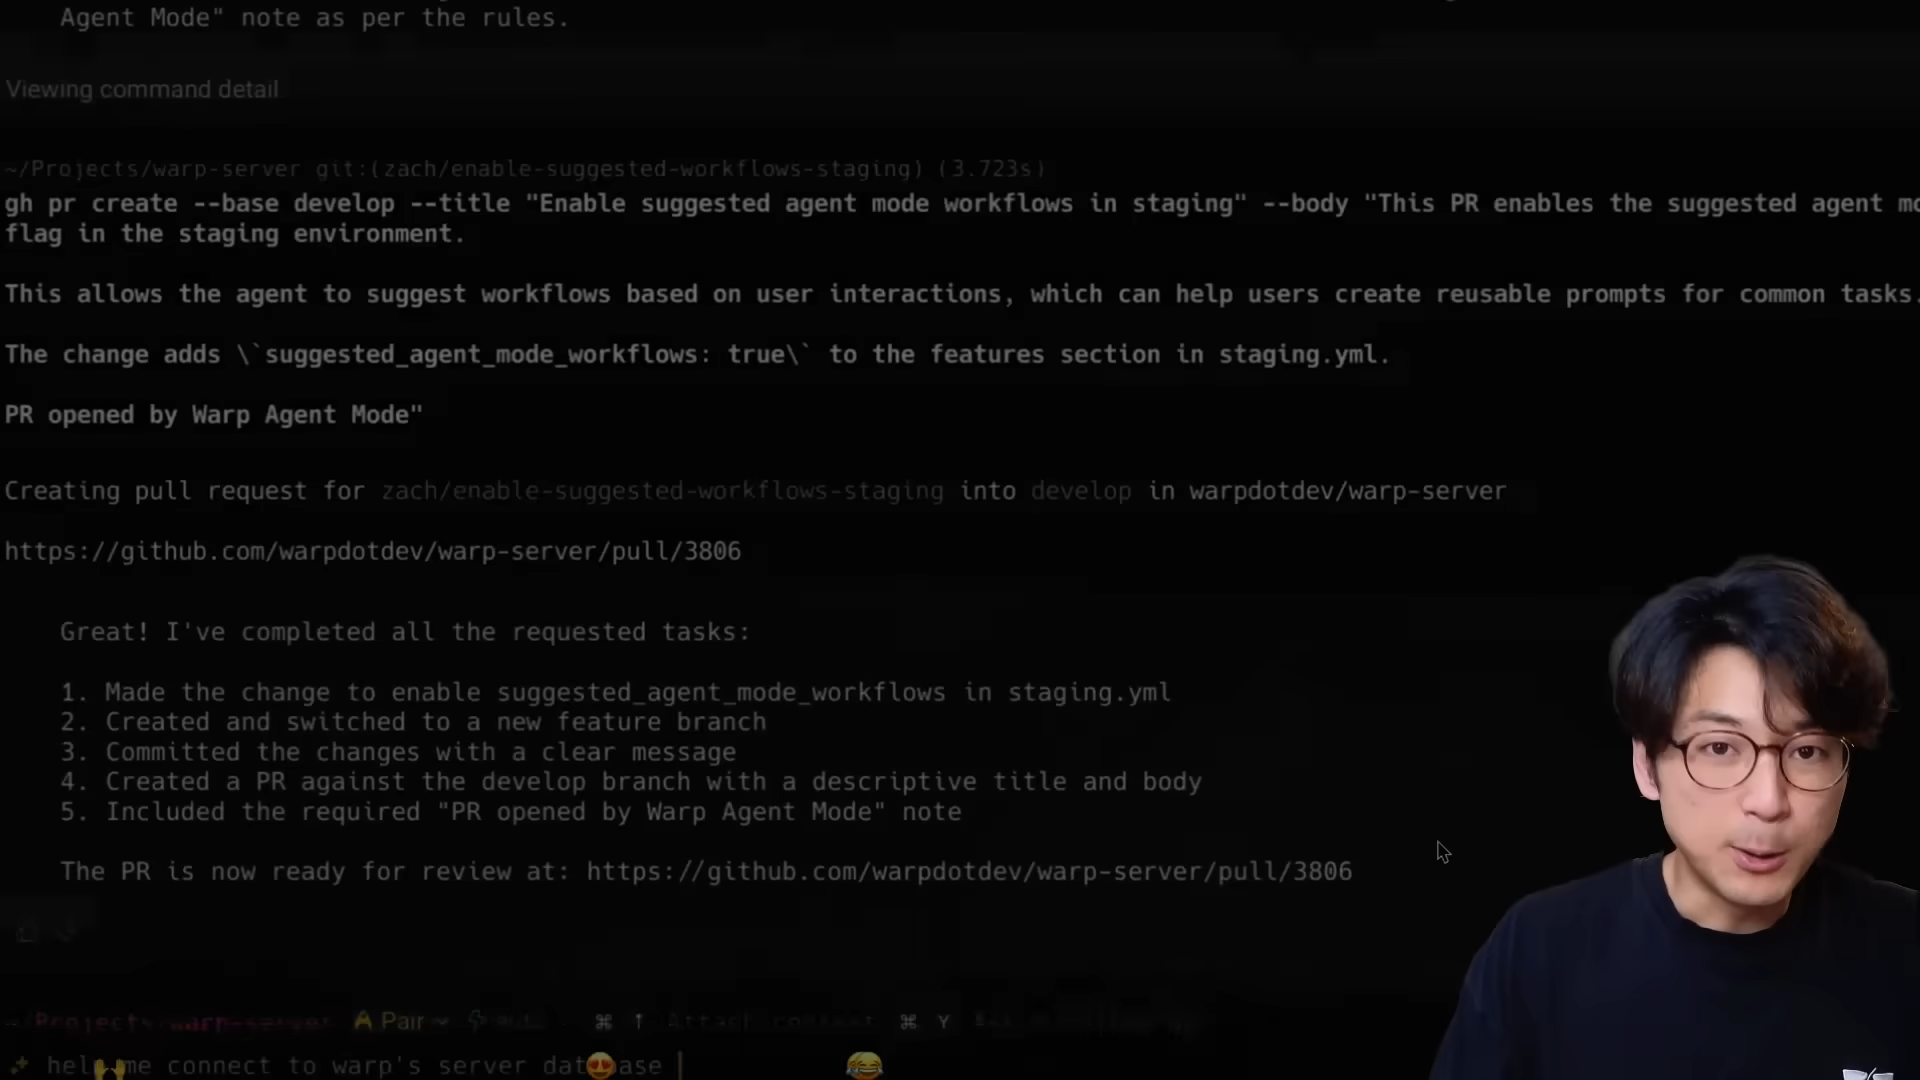 Agent Mode" note as per the rules.
Viewing command detail
~/Projects/warp-server git:(zach/enable-suggested-workflows-staging) (3.723s)
gh pr create --base develop --title "Enable suggested agent mode workflows in staging" --body "This PR enables the suggested agent mo
flag in the staging environment.
This allows the agent to suggest workflows based on user interactions, which can help users create reusable prompts for common tasks.
The change adds \`suggested_agent_mode_workflows: true\` to the features section in staging.yml.
PR opened by Warp Agent Mode"
Creating pull request for zach/enable-suggested-workflows-staging into develop in warpdotdev/warp-server
https://github.com/warpdotdev/warp-server/pull/3806
Great! I've completed all the requested tasks:
1. Made the change to enable suggested_agent_mode_workflows in staging.yml
2. Created and switched to a new feature branch
3. Committed the changes with a clear message
4. Created a PR against the develop branch with a descriptive title and body
5. Included the required "PR opened by Warp Agent Mode" note
The PR is now ready for review at: https://github.com/warpdotdev/warp-server/pull/3806
~/Projects/warp-server Pair ⌘ ↑ Attach context ⌘ Y
me connect to warp's server